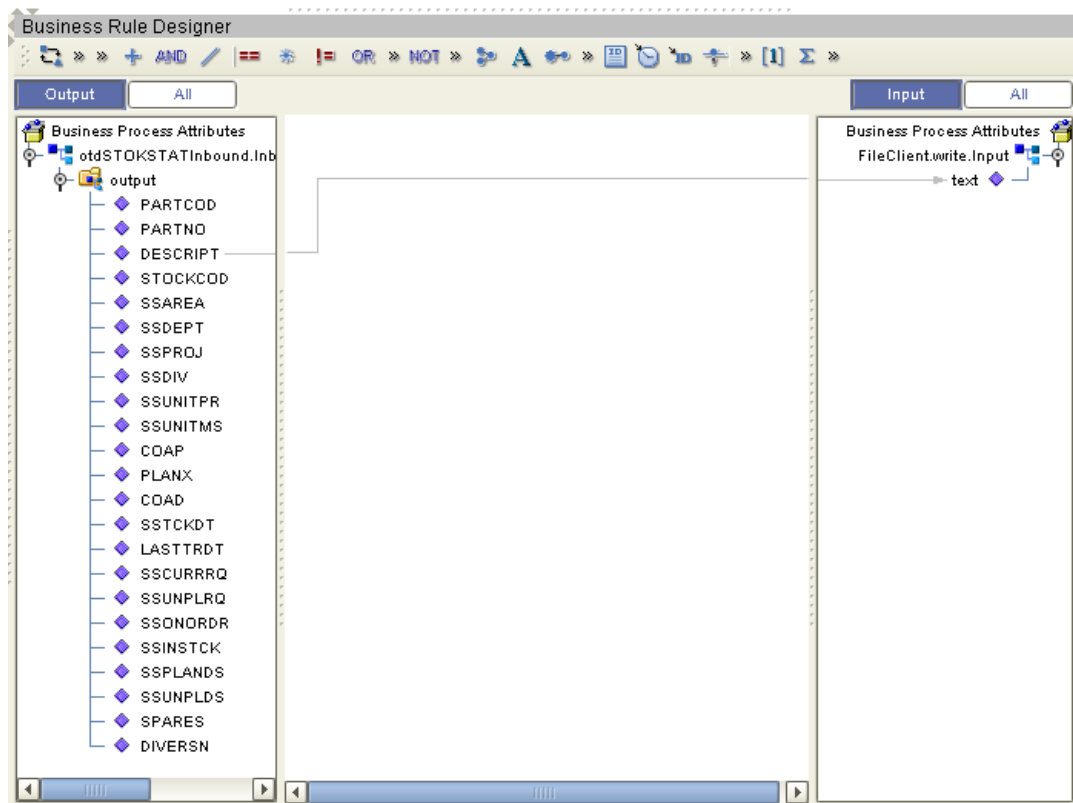 Business Rule Designer
» » AND == != OR » NOT » A » ID ID » [1] Σ »
Output All Input All
Business Process Attributes
otdSTOKSTATInbound.Inb
output
PARTCOD
PARTNO
DESCRIPT
STOCKCOD
SSAREA
SSDEPT
SSPROJ
SSDIV
SSUNITPR
SSUNITMS
COAP
PLANX
COAD
SSTCKDT
LASTTRDT
SSCURRRQ
SSUNPLRQ
SSONORDR
SSINSTCK
SSPLANDS
SSUNPLDS
SPARES
DIVERSN
Business Process Attributes
FileClient.write.Input
text